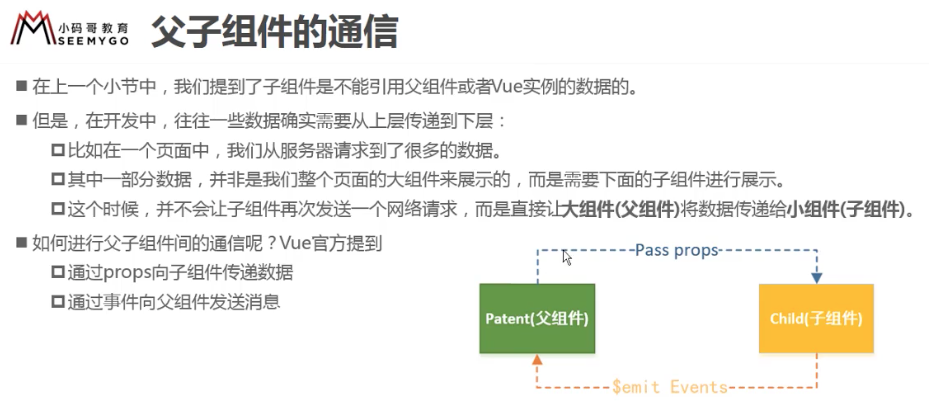 小码哥教育
SEEMYGO
父子组件的通信
在上一个小节中，我们提到了子组件是不能引用父组件或者Vue实例的数据的。
但是，在开发中，往往一些数据确实需要从上层传递到下层：
比如在一个页面中，我们从服务器请求到了很多的数据。
其中一部分数据，并非是我们整个页面的大组件来展示的，而是需要下面的子组件进行展示。
这个时候，并不会让子组件再次发送一个网络请求，而是直接让大组件(父组件)将数据传递给小组件(子组件)。
如何进行父子组件间的通信呢？Vue官方提到
通过props向子组件传递数据
通过事件向父组件发送消息
Pass props
Patent(父组件)
Child(子组件)
$emit Events